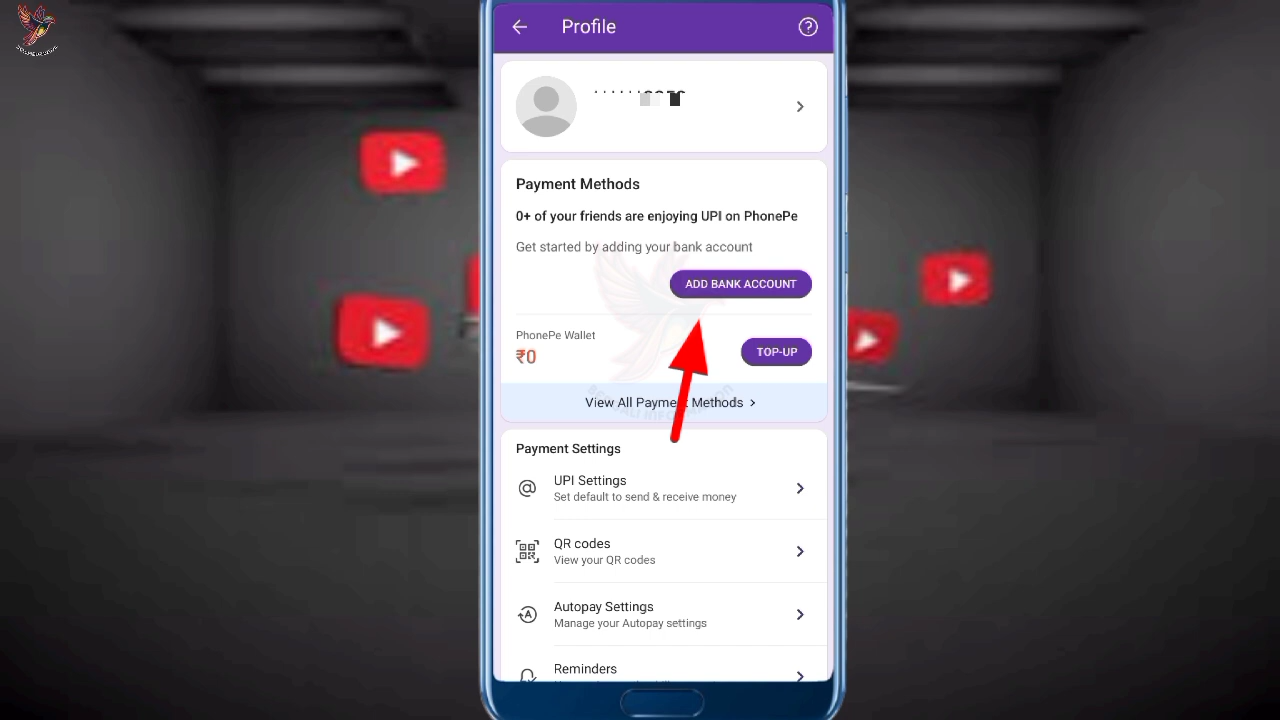 Profile
Payment Methods
0+ of your friends are enjoying UPI on PhonePe
Get started by adding your bank account
ADD BANK ACCOUNT
PhonePe Wallet
₹0
TOP-UP
View All Payment Methods >
Payment Settings
UPI Settings
Set default to send & receive money
QR codes
View your QR codes
Autopay Settings
Manage your Autopay settings
Reminders